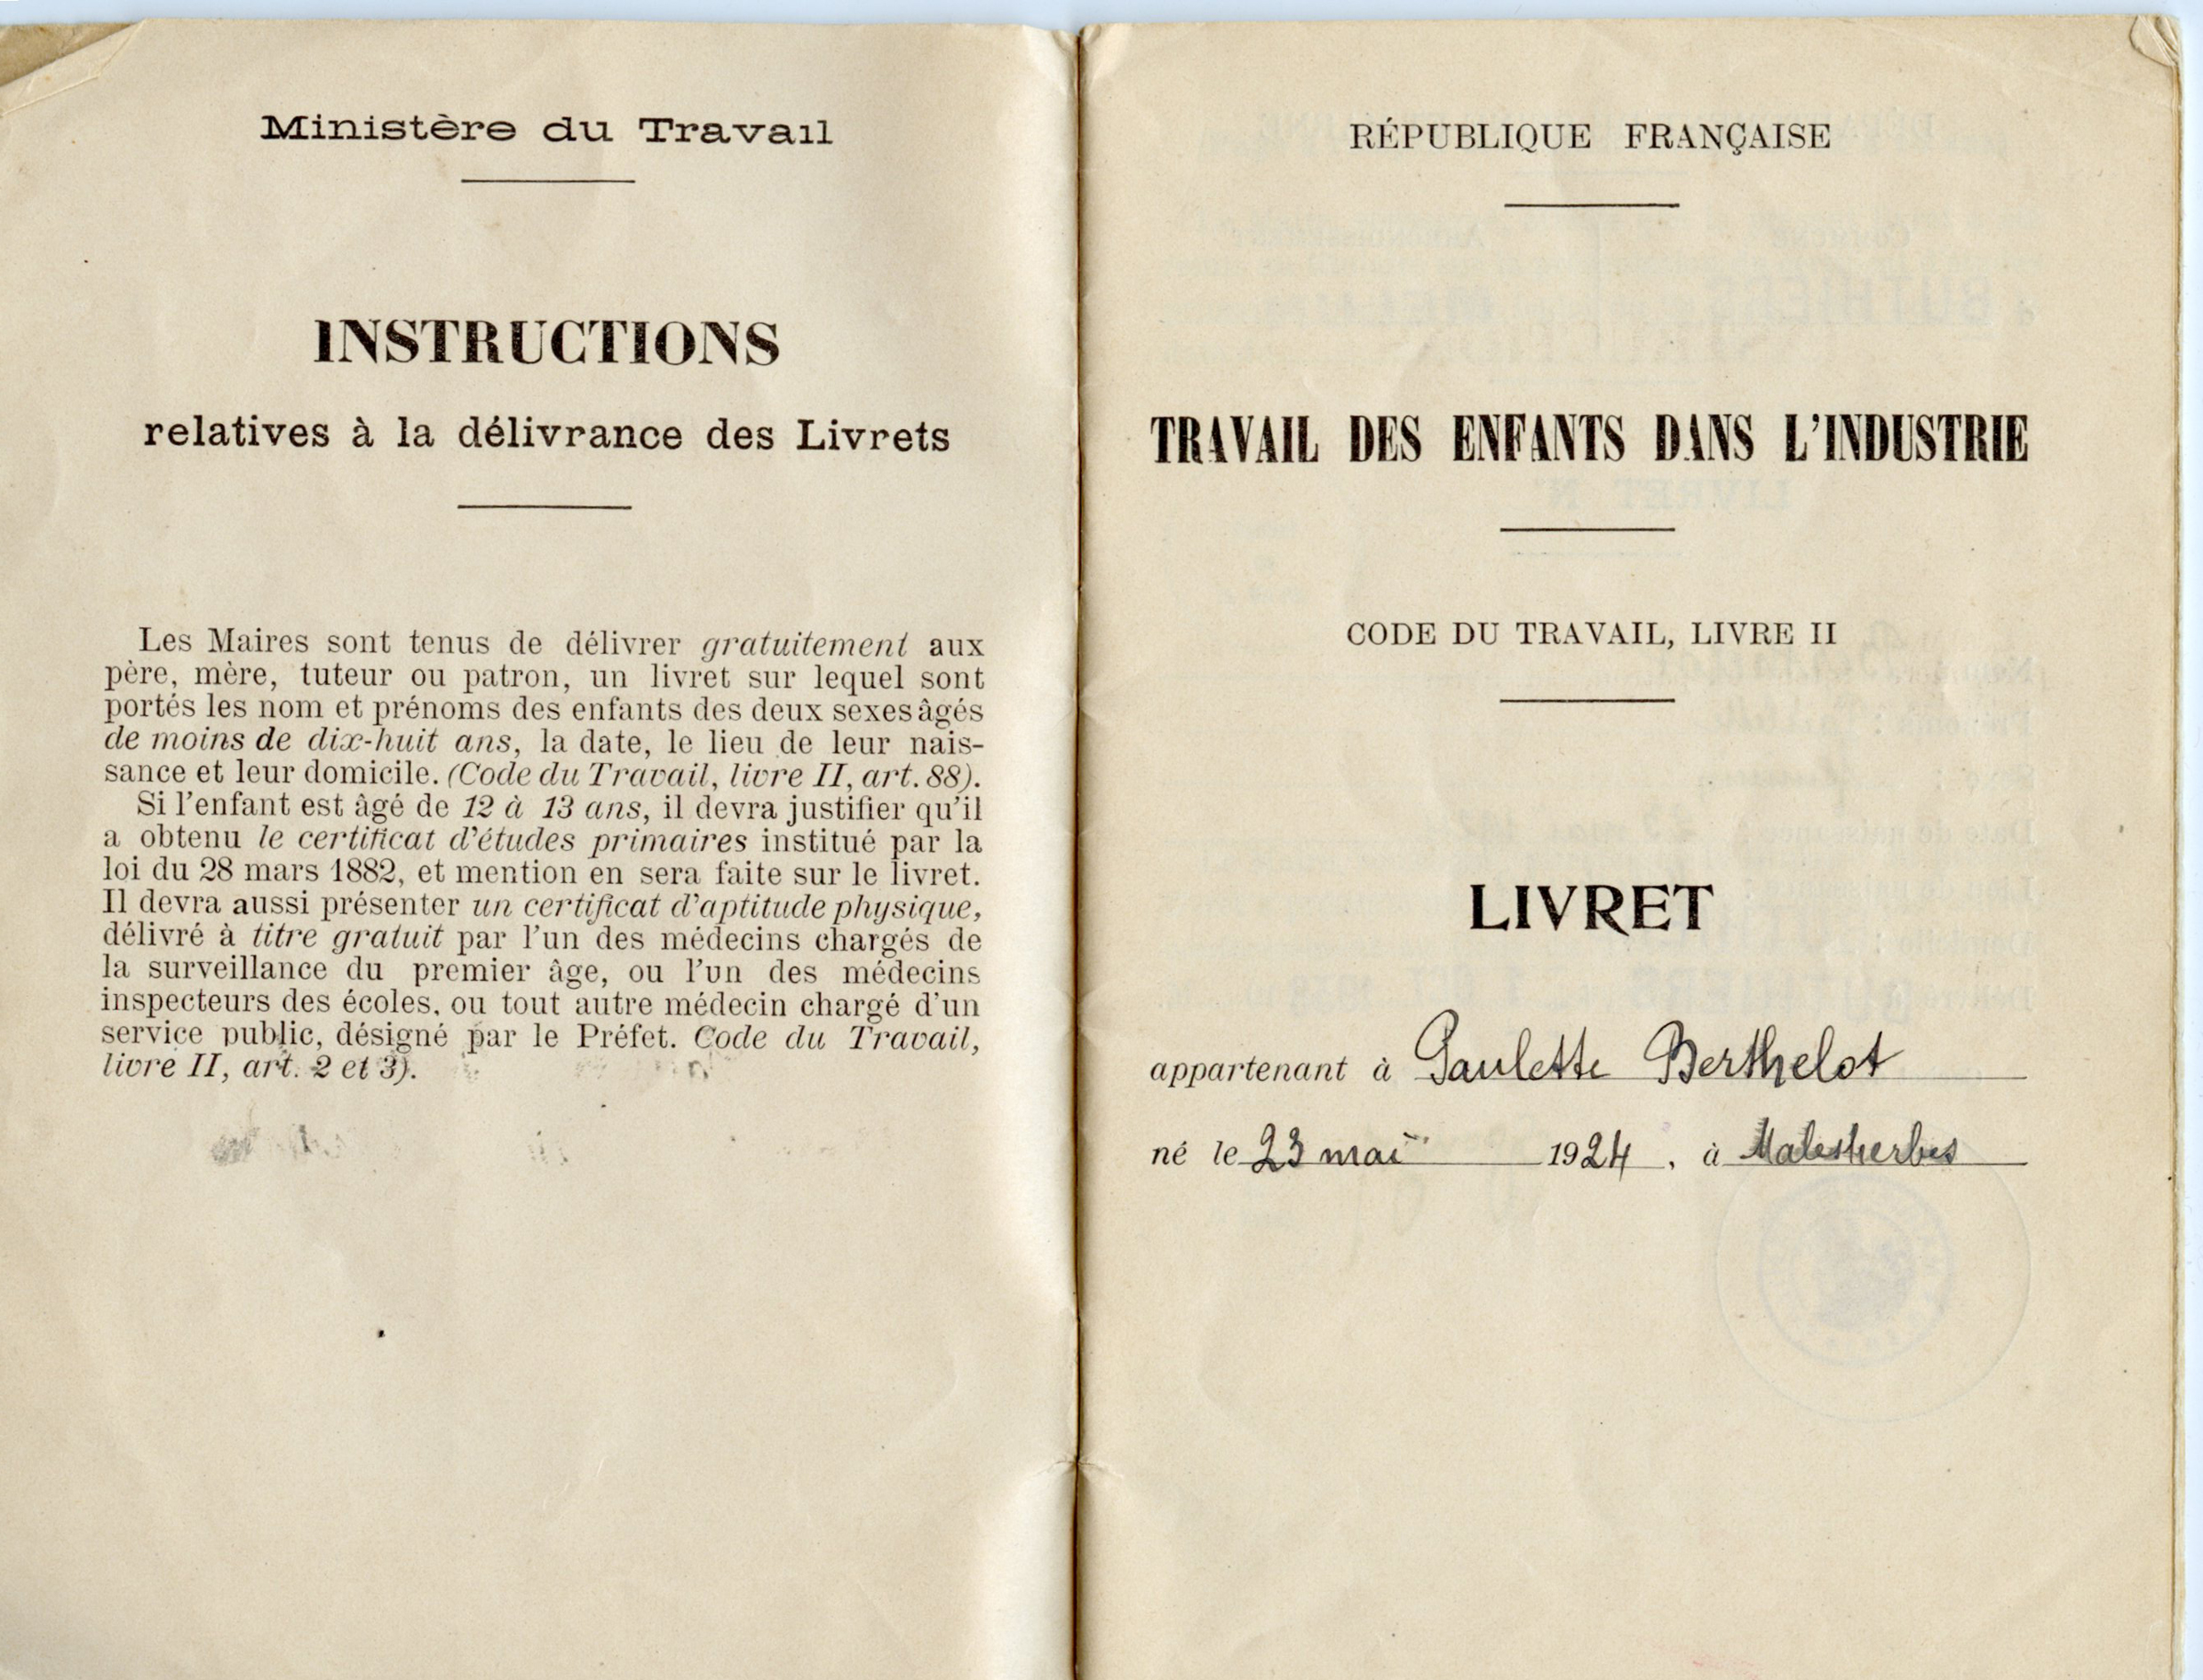 Ministère du Travail
INSTRUCTIONS
relatives à la délivrance des Livrets
Les Maires sont tenus de délivrer gratuitement aux
père, mère, tuteur ou patron, un livret sur lequel sont
portés les nom et prénoms des enfants des deux sexes âgés
de moins de dix-huit ans, la date, le lieu de leur nais-
sance et leur domicile. (Code du Travail, livre II, art. 88).
Si l'enfant est âgé de 12 à 13 ans, il devra justifier qu'il
a obtenu le certificat d'études primaires institué par la
loi du 28 mars 1882, et mention en sera faite sur le livret.
Il devra aussi présenter un certificat d'aptitude physique,
délivré à titre gratuit par l'un des médecins chargés de
la surveillance du premier âge, ou l'un des médecins
inspecteurs des écoles, ou tout autre médecin chargé d'un
service public, désigné par le Préfet. Code du Travail,
livre II, art. 2 et 3).
RÉPUBLIQUE FRANÇAISE
TRAVAIL DES ENFANTS DANS L'INDUSTRIE
CODE DU TRAVAIL, LIVRE II
LIVRET
appartenant à Paulette Berthelot
né le 23 mai 1924, à Malesherbes